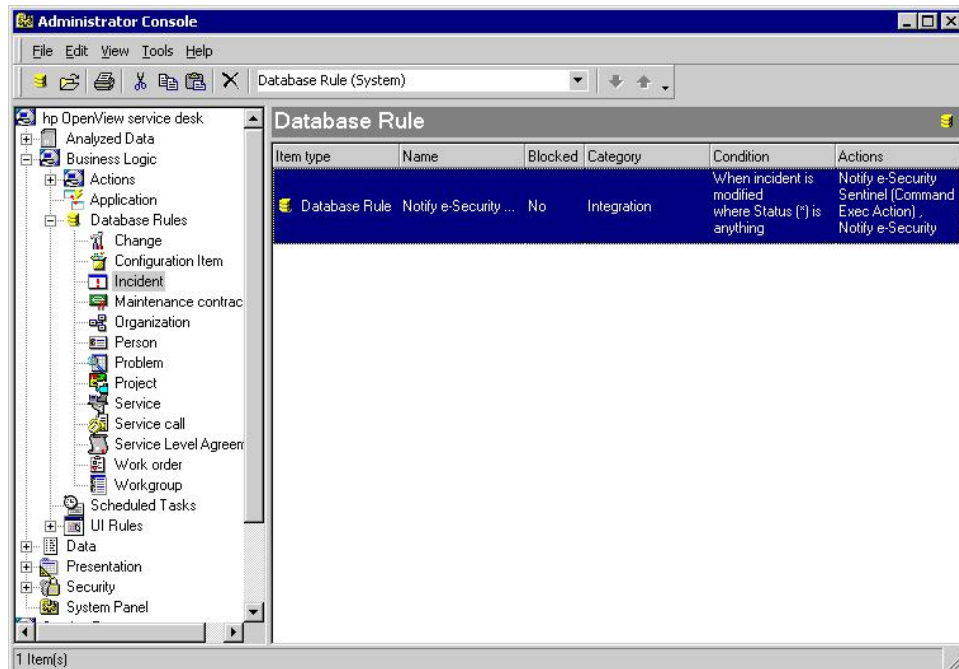 Administrator Console
File Edit View Tools Help
Database Rule (System)
hp OpenView service desk
Analyzed Data
Business Logic
Actions
Application
Database Rules
Change
Configuration Item
Incident
Maintenance contrac
Organization
Person
Problem
Project
Service
Service call
Service Level Agreem
Work order
Workgroup
Scheduled Tasks
UI Rules
Data
Presentation
Security
System Panel
Database Rule
Item type Name Blocked Category Condition Actions
Database Rule Notify e-Security ... No Integration
When incident is
modified
where Status (*) is
anything
Notify e-Security
Sentinel (Command
Exec Action) ,
Notify e-Security
1 Item(s)